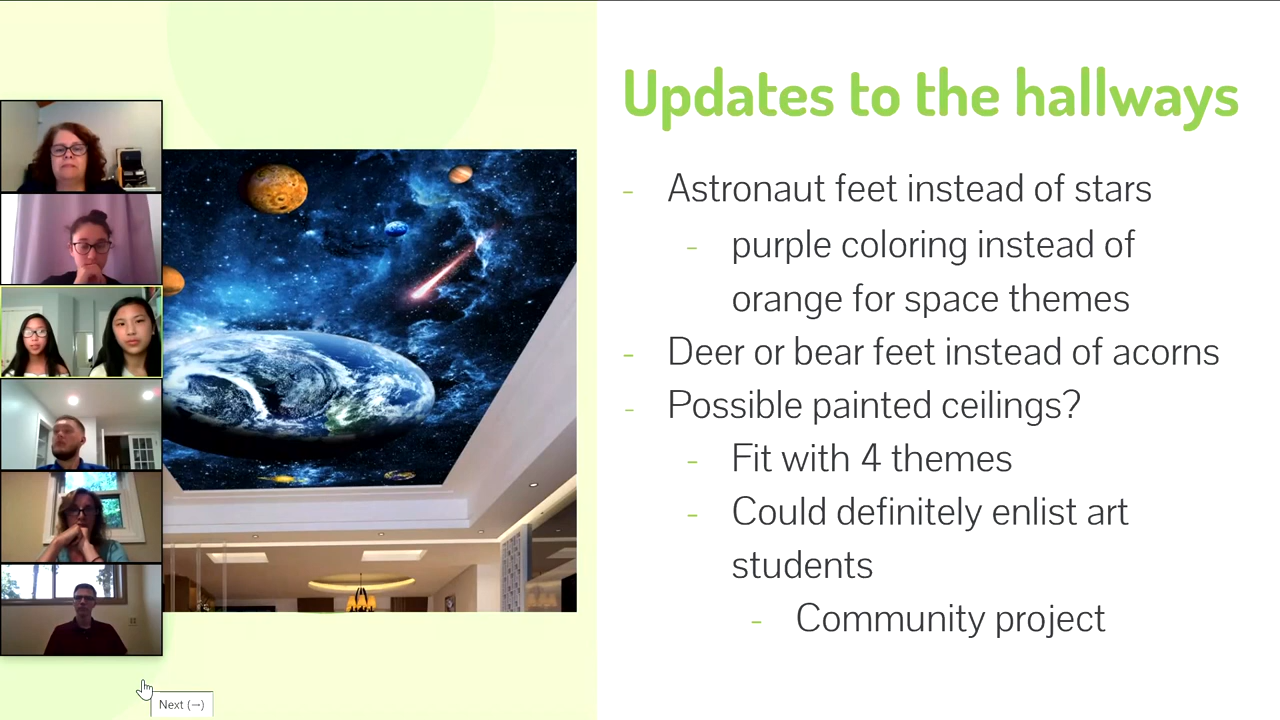 Updates to the hallways
- Astronaut feet instead of stars
- purple coloring instead of
orange for space themes
- Deer or bear feet instead of acorns
- Possible painted ceilings?
- Fit with 4 themes
- Could definitely enlist art
students
- Community project
Next (→)